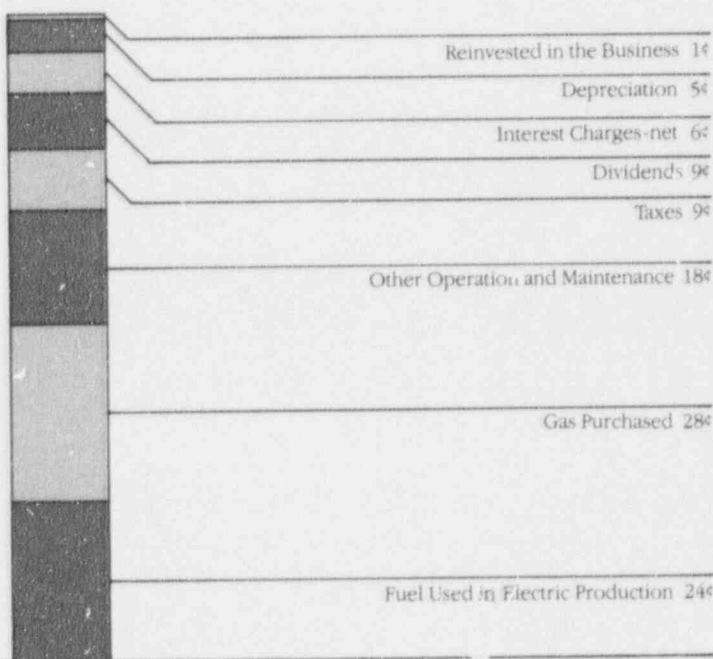 Reinvested in the Business 1¢
Depreciation 5¢
Interest Charges-net 6¢
Dividends 9¢
Taxes 9¢
Other Operation and Maintenance 18¢
Gas Purchased 28¢
Fuel Used in Electric Production 24¢